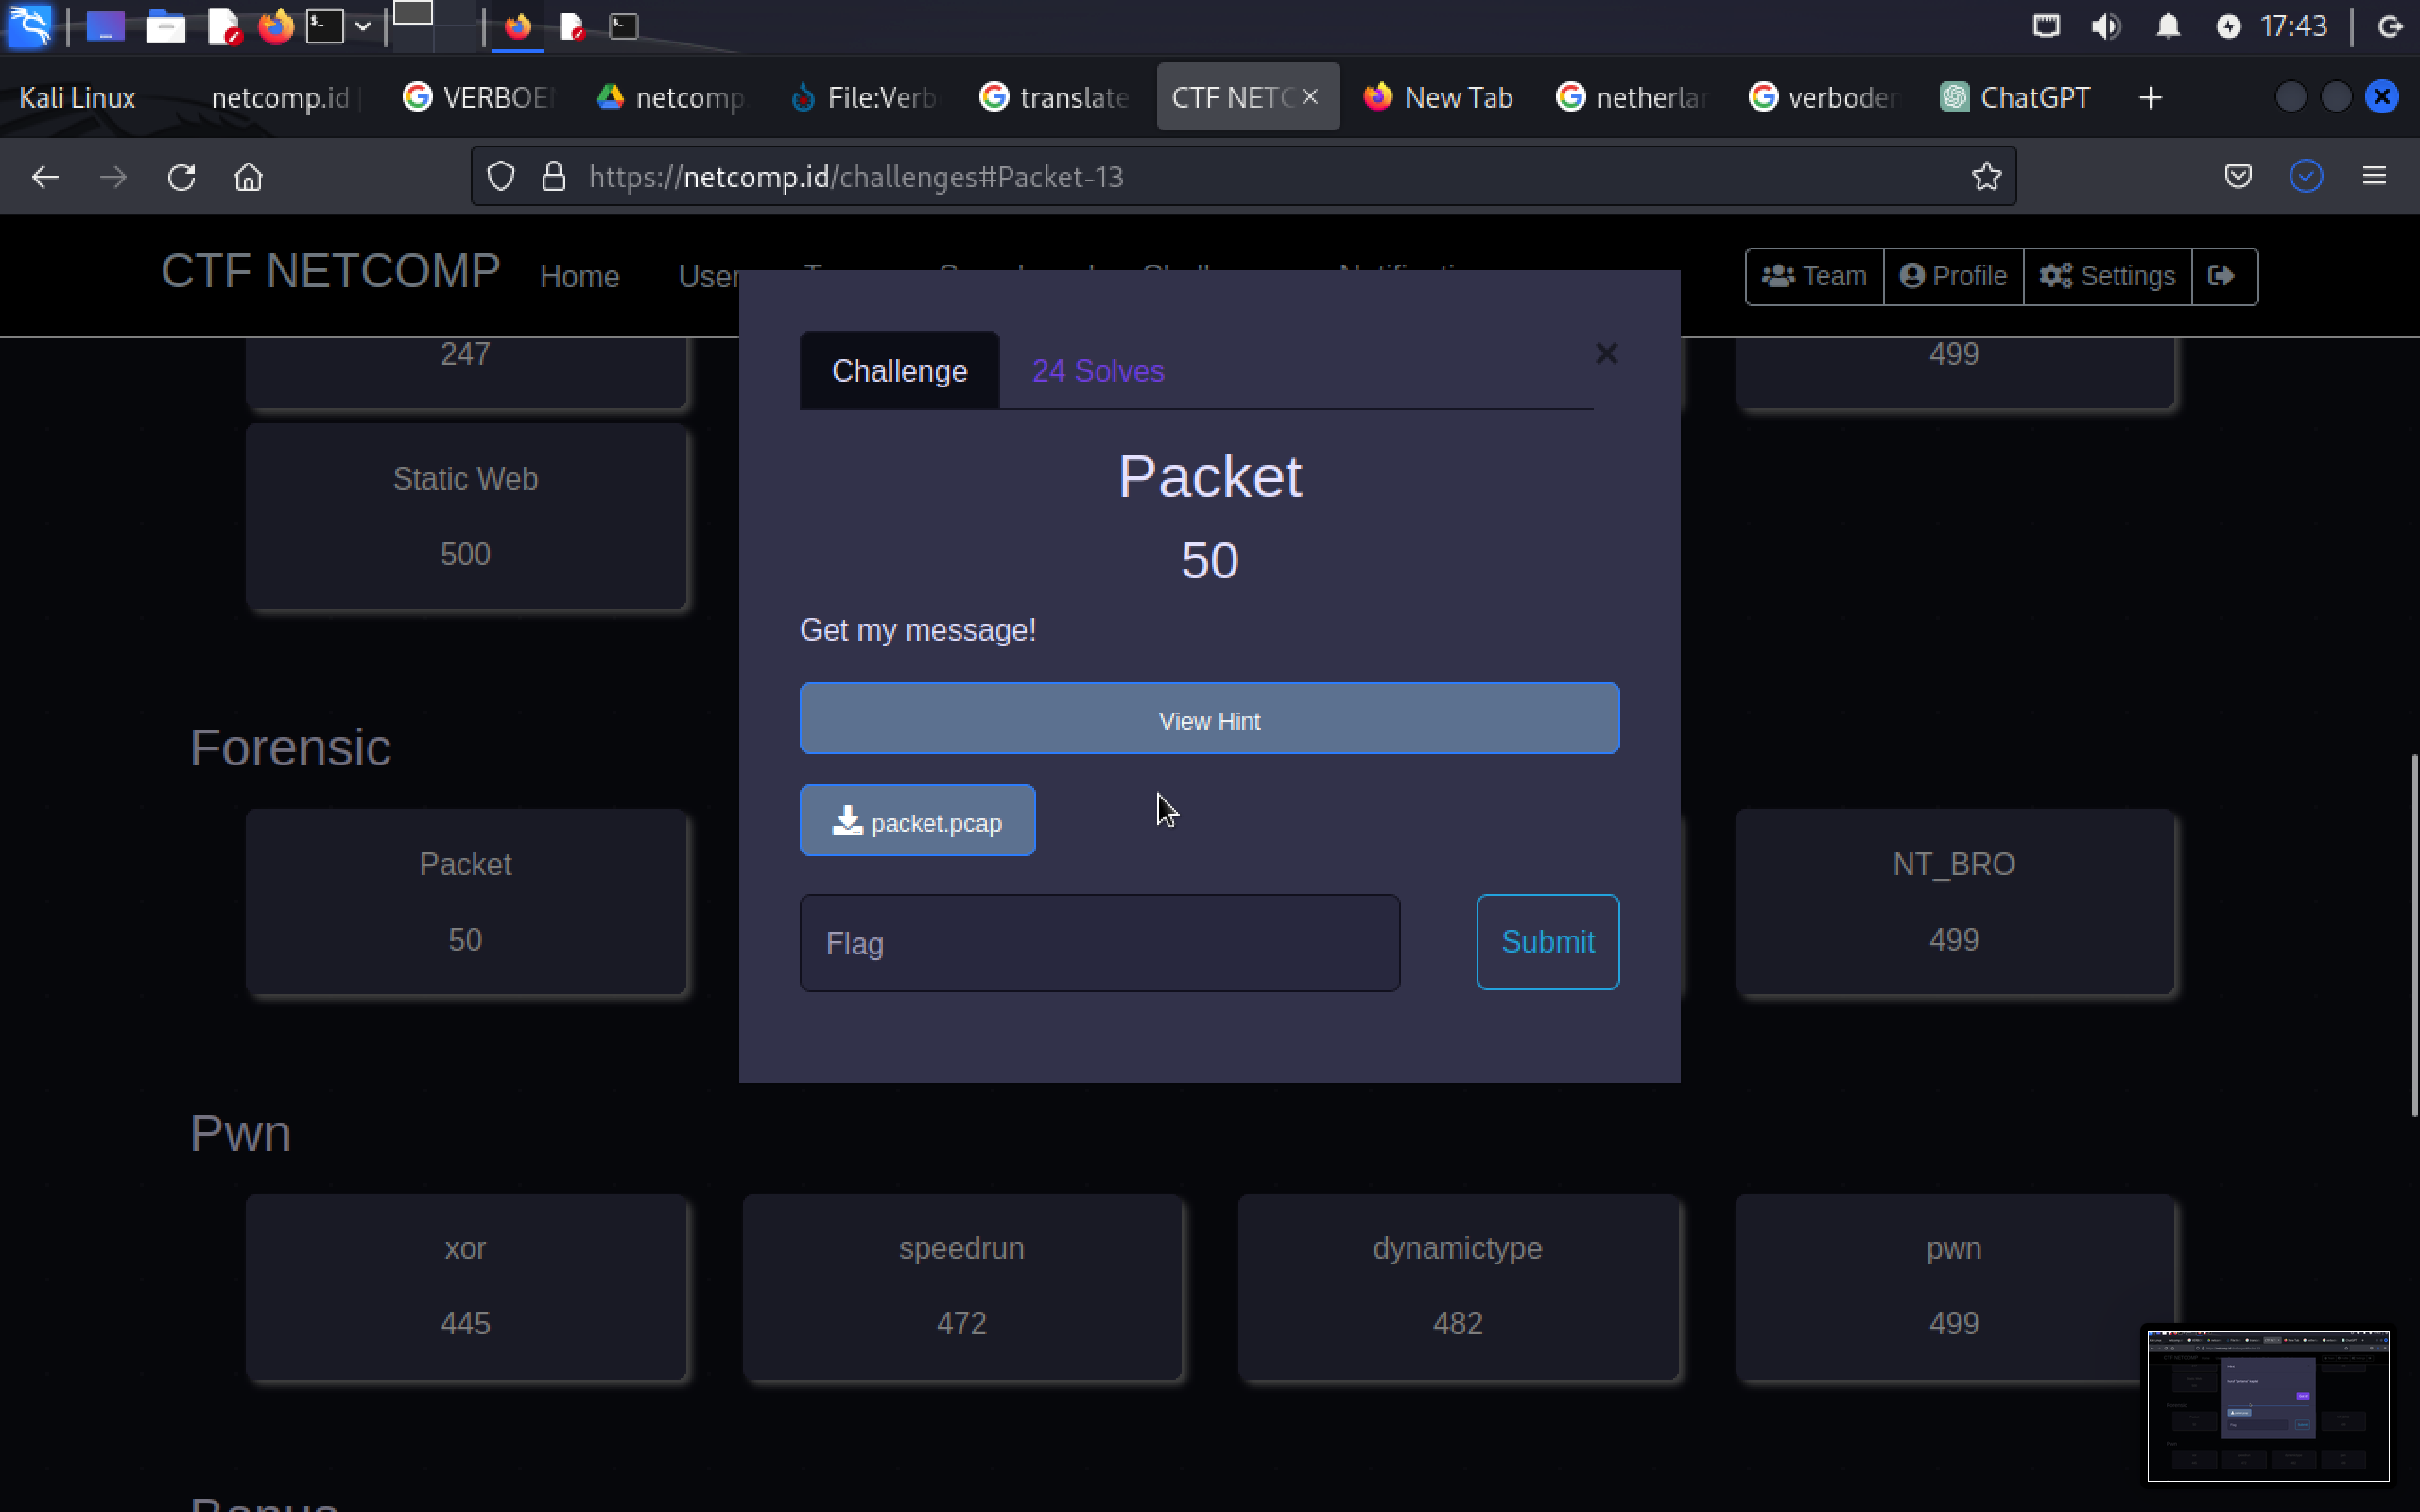 17:43
Kali Linux
netcomp.id
VERBOE
netcomp
File:Verb
translate
CTF NETC
New Tab
netherlan
verboden
ChatGPT
https://netcomp.id/challenges#Packet-13
CTF NETCOMP
Home
User
Team
Profile
Settings
247
499
Challenge
24 Solves
Static Web
500
Packet
50
Get my message!
View Hint
packet.pcap
Flag
Submit
Forensic
Packet
50
NT_BRO
499
Pwn
xor
445
speedrun
472
dynamictype
482
pwn
499